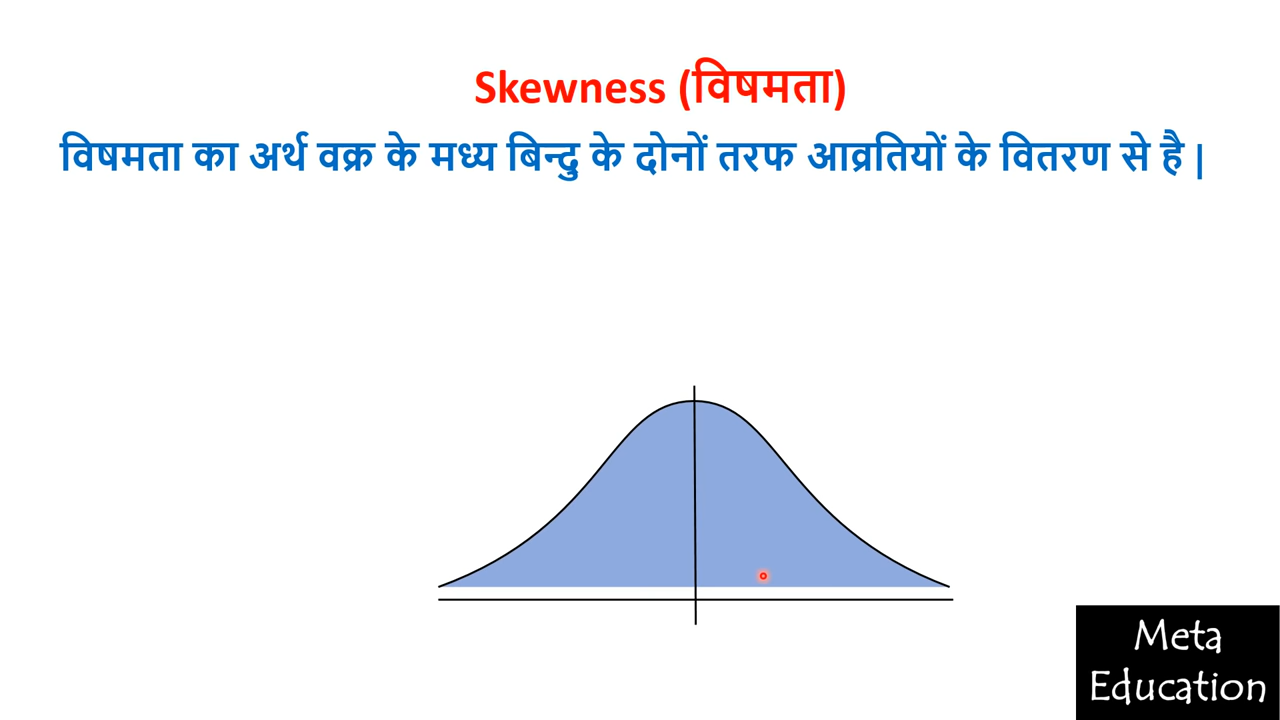 Skewness (विषमता)
विषमता का अर्थ वक्र के मध्य बिन्दु के दोनों तरफ आव्रतियों के वितरण से है |
Meta
Education